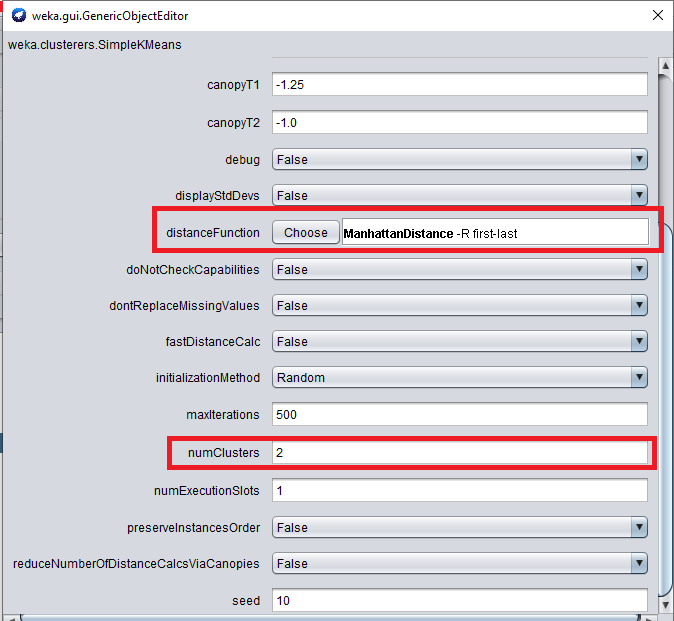 weka.gui.GenericObjectEditor
weka.clusterers.SimpleKMeans
canopyT1 -1.25
canopyT2 -1.0
debug False
displayStdDevs False
distanceFunction Choose ManhattanDistance -R first-last
doNotCheckCapabilities False
dontReplaceMissingValues False
fastDistanceCalc False
initializationMethod Random
maxIterations 500
numClusters 2
numExecutionSlots 1
preserveInstancesOrder False
reduceNumberOfDistanceCalcsViaCanopies False
seed 10